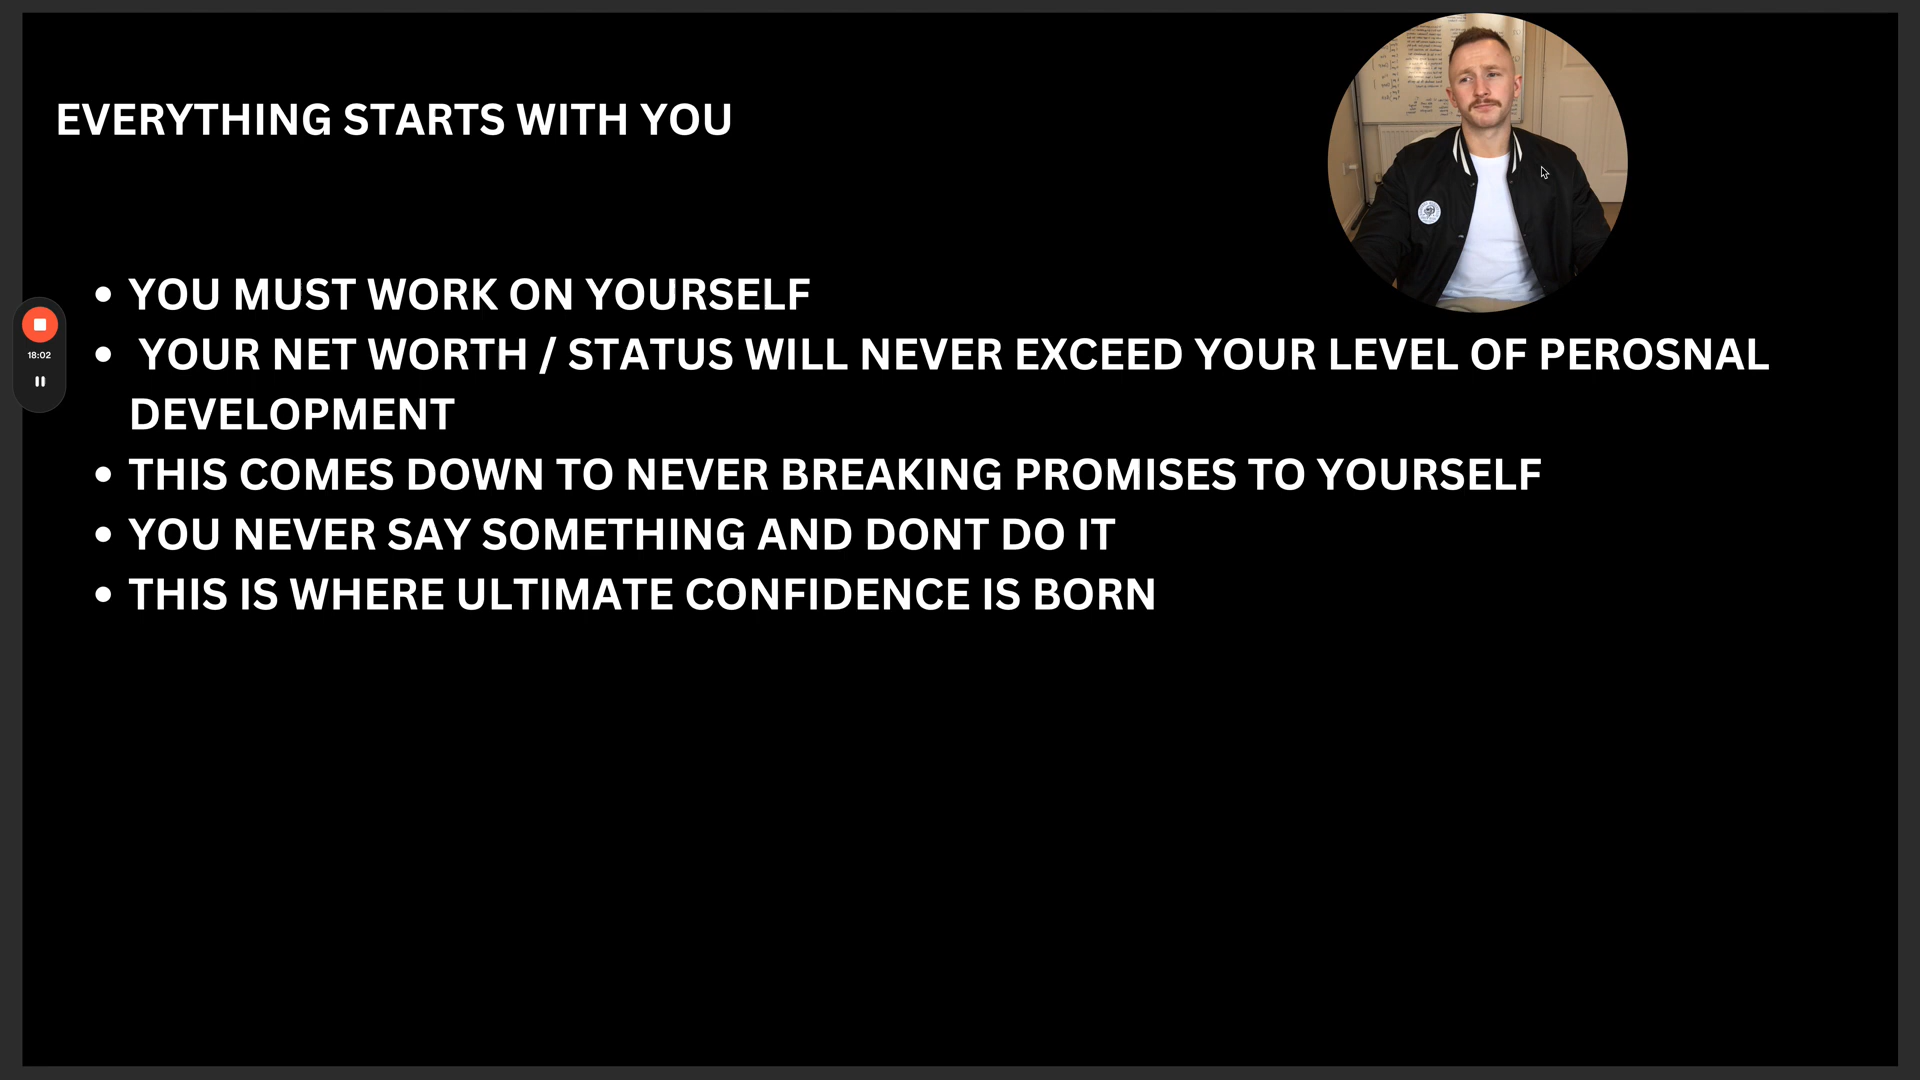 EVERYTHING STARTS WITH YOU
• YOU MUST WORK ON YOURSELF
• YOUR NET WORTH / STATUS WILL NEVER EXCEED YOUR LEVEL OF PEROSNAL
DEVELOPMENT
• THIS COMES DOWN TO NEVER BREAKING PROMISES TO YOURSELF
• YOU NEVER SAY SOMETHING AND DONT DO IT
• THIS IS WHERE ULTIMATE CONFIDENCE IS BORN
18:02